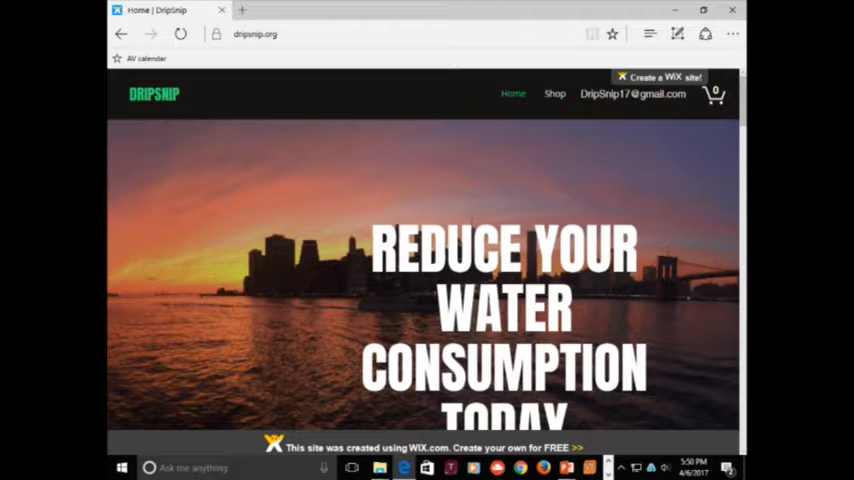 Home | DripSnip
dripsnip.org
AV calendar
Create a WiX site!
DRIPSNIP
Home
Shop
DripSnip17@gmail.com
0
REDUCE YOUR
WATER
CONSUMPTION
TODAY
This site was created using WIX.com. Create your own for FREE >>
Ask me anything
5:50 PM
4/6/2017
2